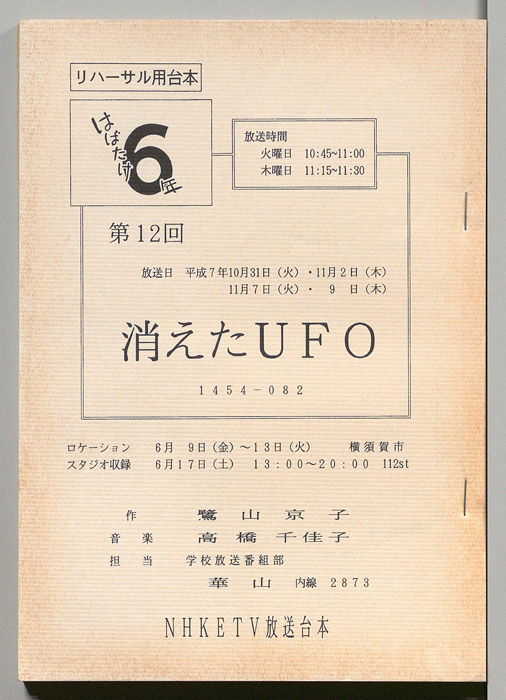 リハーサル用台本
はばたけ6年
放送時間
火曜日 10:45~11:00
木曜日 11:15~11:30
第12回
放送日 平成7年10月31日(火)・11月2日(木)
11月7日(火)・ 9 日(木)
消えたUFO
1454-082
ロケーション 6月 9日(金)~13日(火) 横須賀市
スタジオ収録 6月17日(土) 13:00~20:00 112st
作 鷺山京子
音楽 高橋千佳子
担当 学校放送番組部
華山 内線 2873
NHKETV放送台本